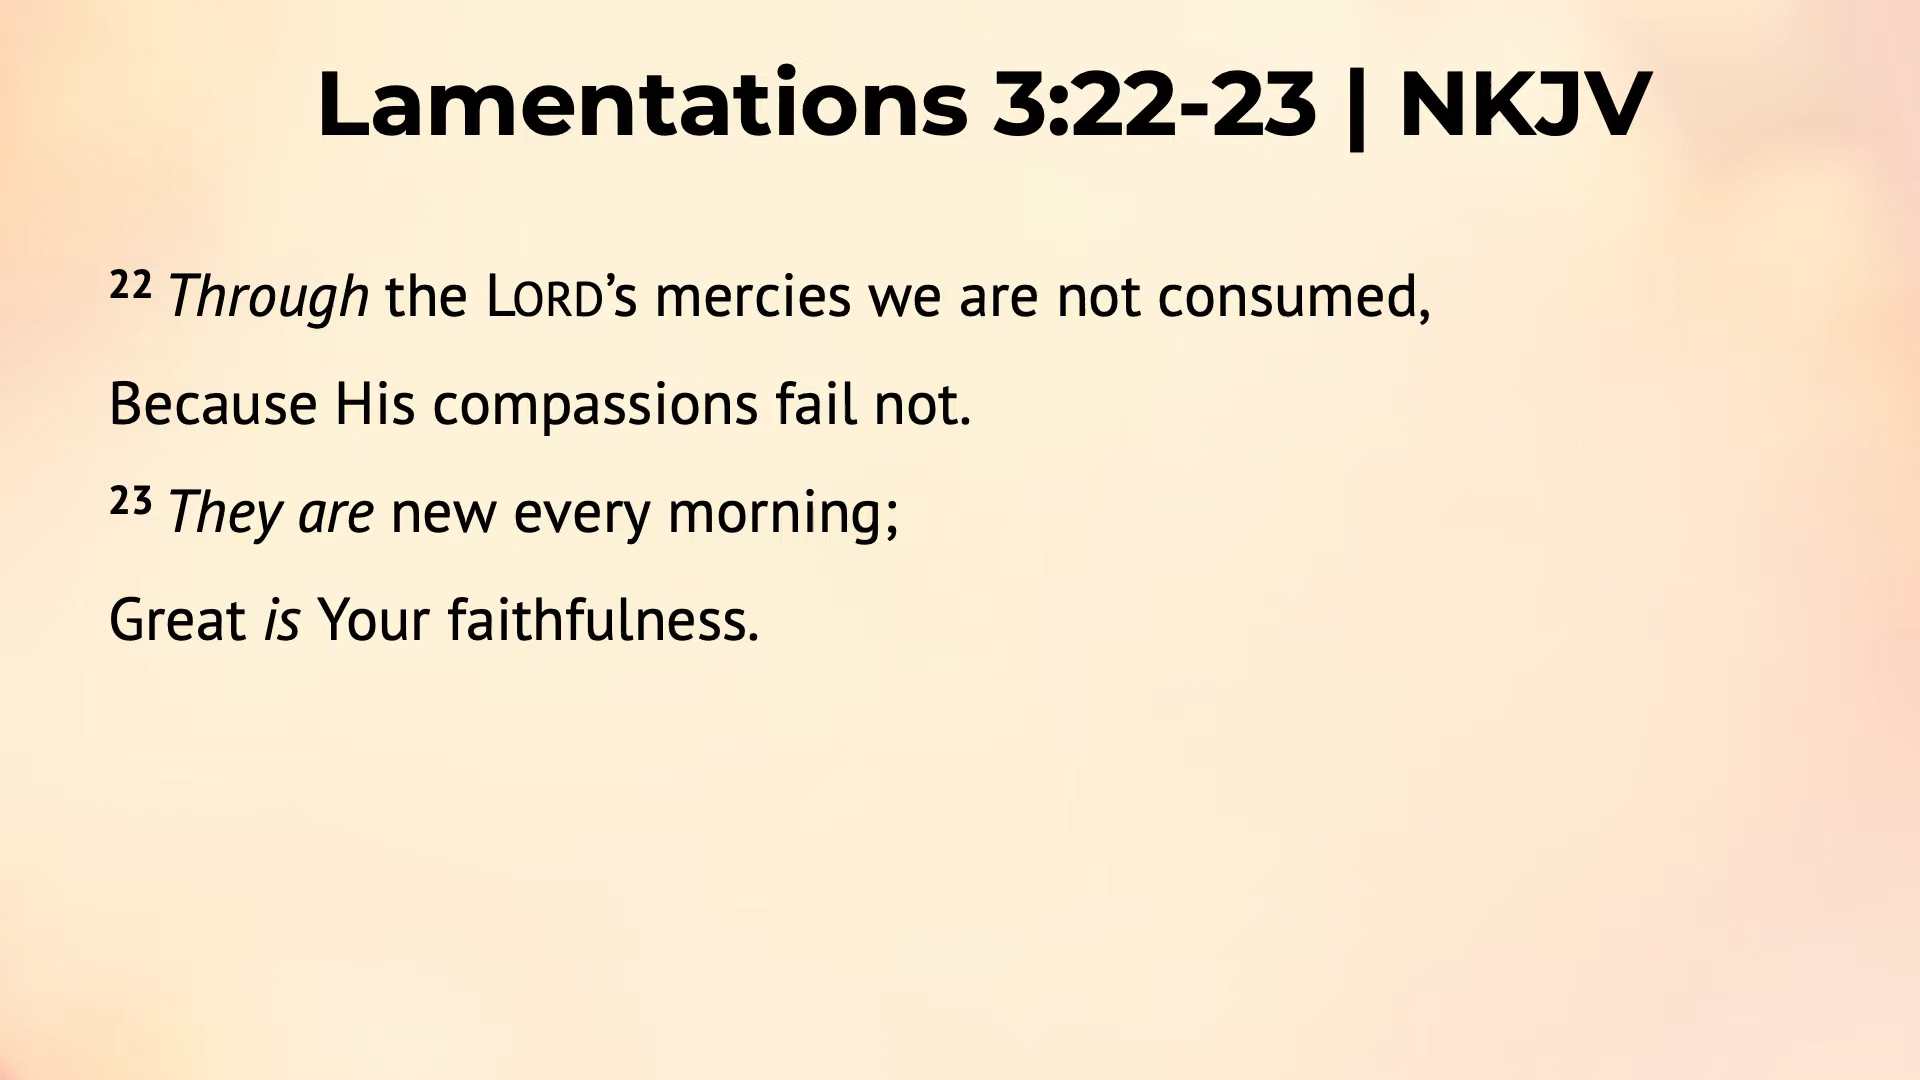 Lamentations 3:22-23 | NKJV
22 Through the LORD’s mercies we are not consumed,
Because His compassions fail not.
23 They are new every morning;
Great is Your faithfulness.